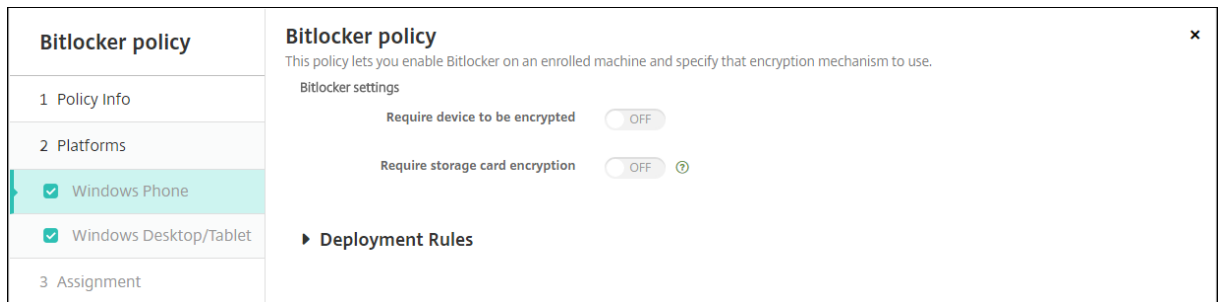 Bitlocker policy
1 Policy Info
2 Platforms
Windows Phone
Windows Desktop/Tablet
3 Assignment
Bitlocker policy
This policy lets you enable Bitlocker on an enrolled machine and specify that encryption mechanism to use.
Bitlocker settings
Require device to be encrypted OFF
Require storage card encryption OFF ?
Deployment Rules